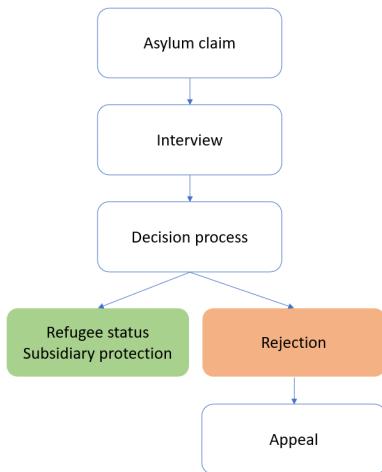 Asylum claim
Interview
Decision process
Refugee status
Subsidiary protection
Rejection
Appeal